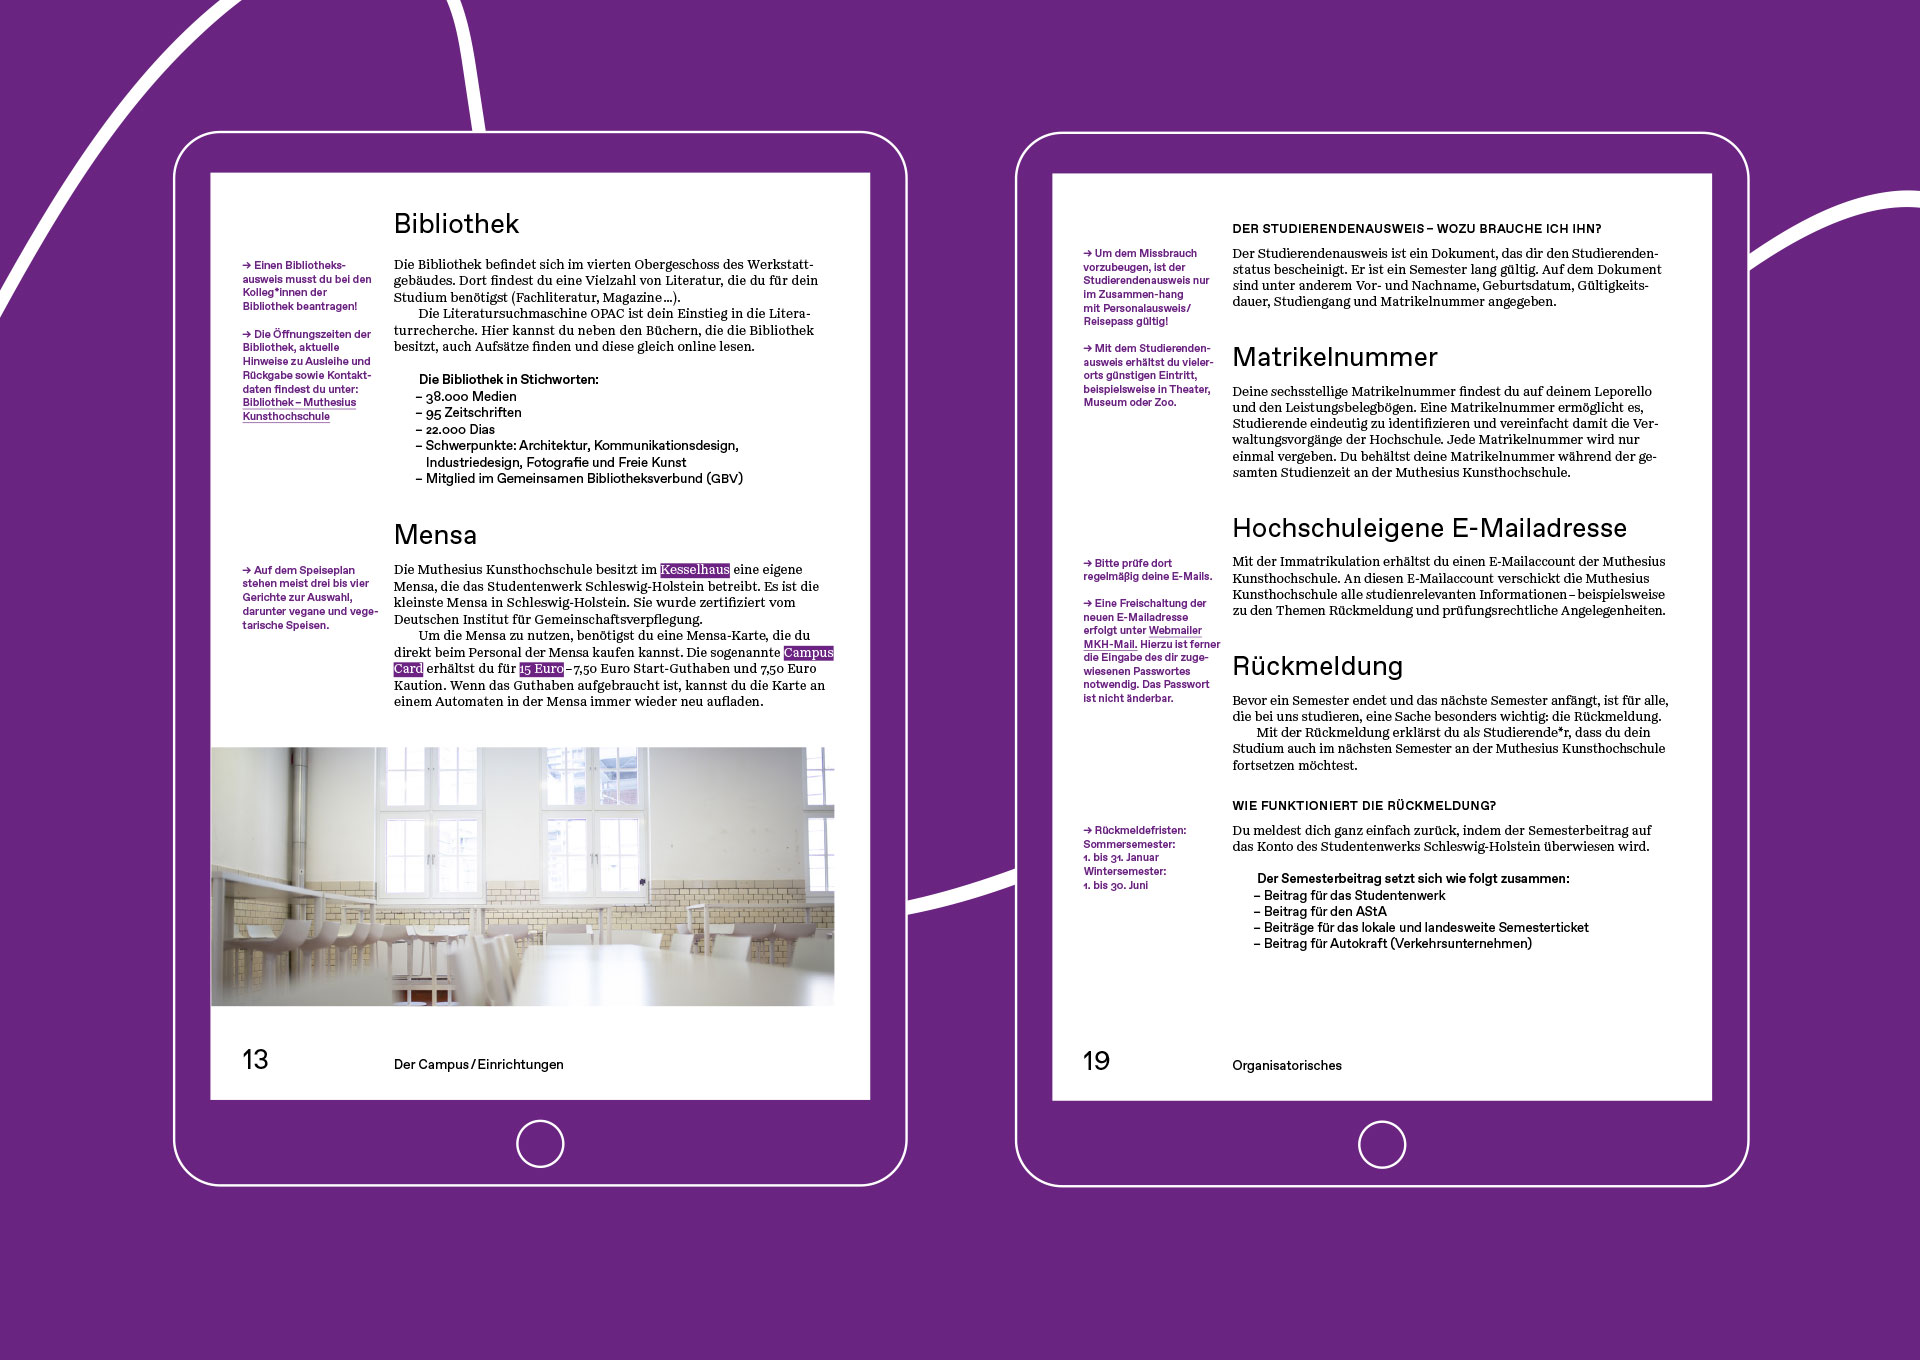 Bibliothek
→ Einen Bibliotheks-
ausweis musst du bei den
Kolleg*innen der
Bibliothek beantragen!
→ Die Öffnungszeiten der
Bibliothek, aktuelle
Hinweise zu Ausleihe und
Rückgabe sowie Kontakt-
daten findest du unter:
Bibliothek – Muthesius
Kunsthochschule
Die Bibliothek befindet sich im vierten Obergeschoss des Werkstatt-
gebäudes. Dort findest du eine Vielzahl von Literatur, die du für dein
Studium benötigst (Fachliteratur, Magazine ...).
Die Literatursuchmaschine OPAC ist dein Einstieg in die Litera-
turrecherche. Hier kannst du neben den Büchern, die die Bibliothek
besitzt, auch Aufsätze finden und diese gleich online lesen.
Die Bibliothek in Stichworten:
– 38.000 Medien
– 95 Zeitschriften
– 22.000 Dias
– Schwerpunkte: Architektur, Kommunikationsdesign,
Industriedesign, Fotografie und Freie Kunst
– Mitglied im Gemeinsamen Bibliotheksverbund (GBV)
Mensa
→ Auf dem Speiseplan
stehen meist drei bis vier
Gerichte zur Auswahl,
darunter vegane und vege-
tarische Speisen.
Die Muthesius Kunsthochschule besitzt im Kesselhaus eine eigene
Mensa, die das Studentenwerk Schleswig-Holstein betreibt. Es ist die
kleinste Mensa in Schleswig-Holstein. Sie wurde zertifiziert vom
Deutschen Institut für Gemeinschaftsverpflegung.
Um die Mensa zu nutzen, benötigst du eine Mensa-Karte, die du
direkt beim Personal der Mensa kaufen kannst. Die sogenannte Campus
Card erhältst du für 15 Euro – 7,50 Euro Start-Guthaben und 7,50 Euro
Kaution. Wenn das Guthaben aufgebraucht ist, kannst du die Karte an
einem Automaten in der Mensa immer wieder neu aufladen.
13
Der Campus / Einrichtungen
DER STUDIERENDENAUSWEIS – WOZU BRAUCHE ICH IHN?
→ Um dem Missbrauch
vorzubeugen, ist der
Studierendenausweis nur
im Zusammen-hang
mit Personalausweis/
Reisepass gültig!
→ Mit dem Studierenden-
ausweis erhältst du vieler-
orts günstigen Eintritt,
beispielsweise in Theater,
Museum oder Zoo.
Der Studierendenausweis ist ein Dokument, das dir den Studierenden-
status bescheinigt. Er ist ein Semester lang gültig. Auf dem Dokument
sind unter anderem Vor- und Nachname, Geburtsdatum, Gültigkeits-
dauer, Studiengang und Matrikelnummer angegeben.
Matrikelnummer
Deine sechsstellige Matrikelnummer findest du auf deinem Leporello
und den Leistungsbelegbögen. Eine Matrikelnummer ermöglicht es,
Studierende eindeutig zu identifizieren und vereinfacht damit die Ver-
waltungsvorgänge der Hochschule. Jede Matrikelnummer wird nur
einmal vergeben. Du behältst deine Matrikelnummer während der ge-
samten Studienzeit an der Muthesius Kunsthochschule.
Hochschuleigene E-Mailadresse
→ Bitte prüfe dort
regelmäßig deine E-Mails.
→ Eine Freischaltung der
neuen E-Mailadresse
erfolgt unter Webmailer
MKH-Mail. Hierzu ist ferner
die Eingabe des dir zuge-
wiesenen Passwortes
notwendig. Das Passwort
ist nicht änderbar.
Mit der Immatrikulation erhältst du einen E-Mailaccount der Muthesius
Kunsthochschule. An diesen E-Mailaccount verschickt die Muthesius
Kunsthochschule alle studienrelevanten Informationen – beispielsweise
zu den Themen Rückmeldung und prüfungsrechtliche Angelegenheiten.
Rückmeldung
Bevor ein Semester endet und das nächste Semester anfängt, ist für alle,
die bei uns studieren, eine Sache besonders wichtig: die Rückmeldung.
Mit der Rückmeldung erklärst du als Studierende*r, dass du dein
Studium auch im nächsten Semester an der Muthesius Kunsthochschule
fortsetzen möchtest.
WIE FUNKTIONIERT DIE RÜCKMELDUNG?
→ Rückmeldefristen:
Sommersemester:
1. bis 31. Januar
Wintersemester:
1. bis 30. Juni
Du meldest dich ganz einfach zurück, indem der Semesterbeitrag auf
das Konto des Studentenwerks Schleswig-Holstein überwiesen wird.
Der Semesterbeitrag setzt sich wie folgt zusammen:
– Beitrag für das Studentenwerk
– Beitrag für den AStA
– Beiträge für das lokale und landesweite Semesterticket
– Beitrag für Autokraft (Verkehrsunternehmen)
19
Organisatorisches